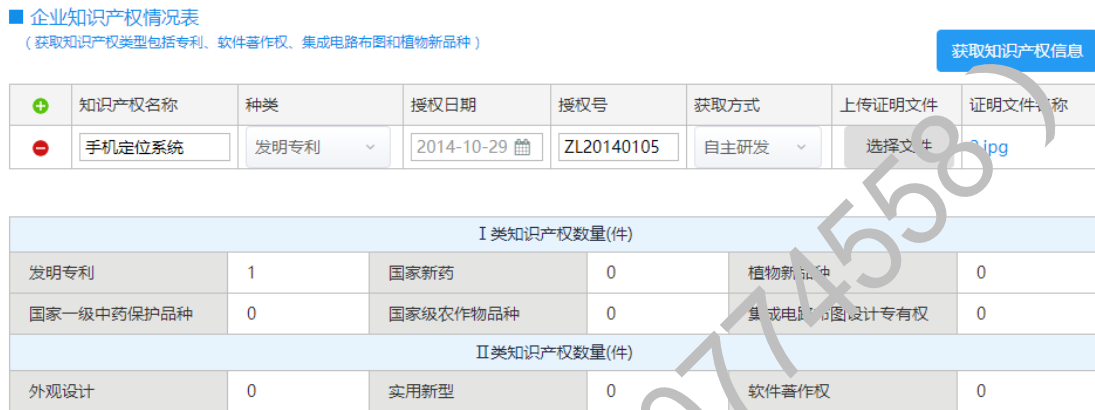 企业知识产权情况表
（获取知识产权类型包括专利、软件著作权、集成电路布图和植物新品种）
获取知识产权信息
知识产权名称 种类 授权日期 授权号 获取方式 上传证明文件 证明文件名称
手机定位系统 发明专利 2014-10-29 ZL20140105 自主研发 选择文件 .jpg
Ⅰ类知识产权数量(件)
发明专利 1 国家新药 0 植物新品种 0
国家一级中药保护品种 0 国家级农作物品种 0 集成电路布图设计专有权 0
Ⅱ类知识产权数量(件)
外观设计 0 实用新型 0 软件著作权 0
0774558）